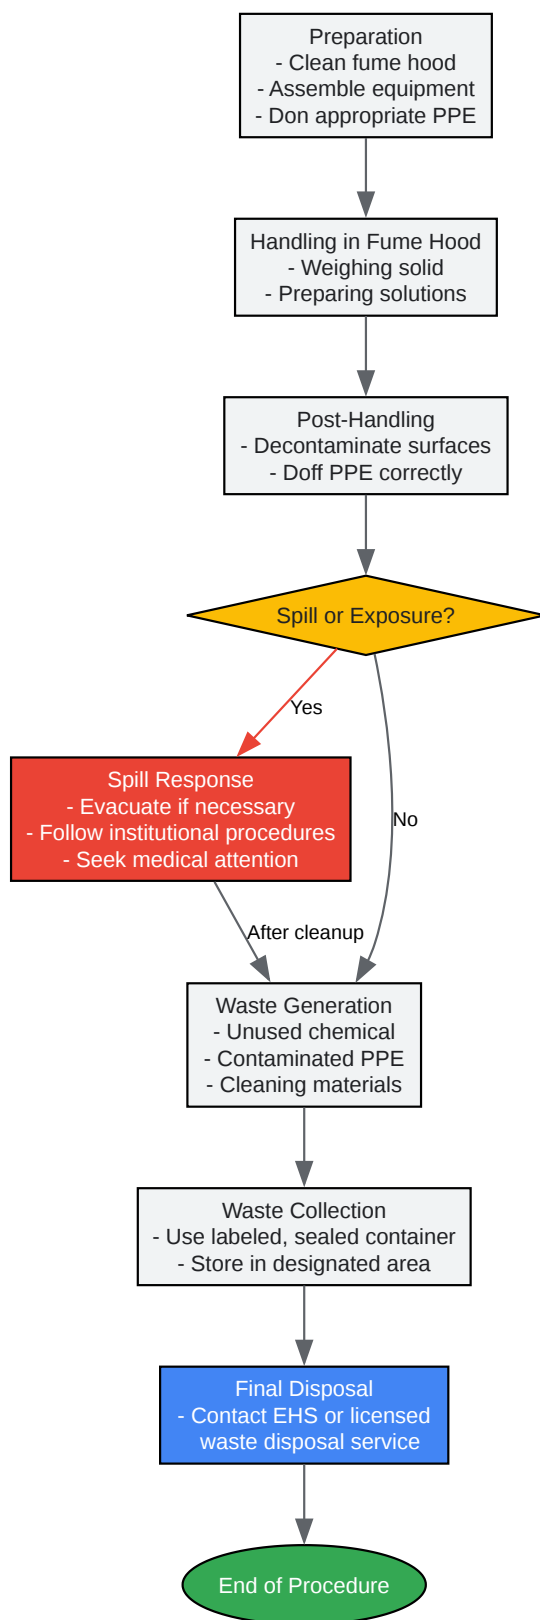 Preparation
- Clean fume hood
- Assemble equipment
- Don appropriate PPE
Handling in Fume Hood
- Weighing solid
- Preparing solutions
Post-Handling
- Decontaminate surfaces
- Doff PPE correctly
Spill or Exposure?
Yes
Spill Response
- Evacuate if necessary
- Follow institutional procedures
- Seek medical attention
No
After cleanup
Waste Generation
- Unused chemical
- Contaminated PPE
- Cleaning materials
Waste Collection
- Use labeled, sealed container
- Store in designated area
Final Disposal
- Contact EHS or licensed
waste disposal service
End of Procedure